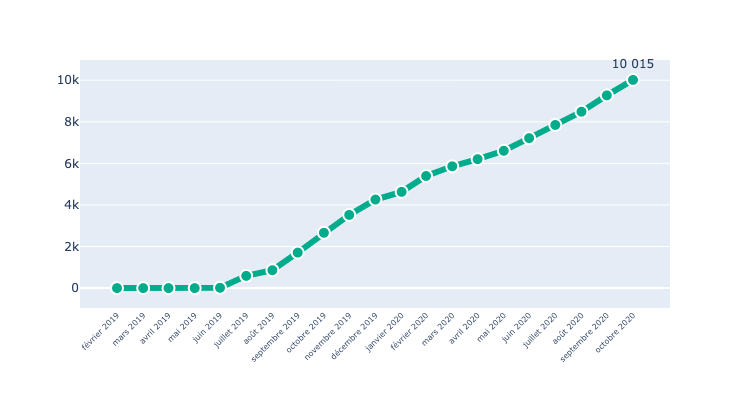 10 015
10k
8k
6k
4k
2k
0
février 2019
mars 2019
avril 2019
mai 2019
juin 2019
juillet 2019
août 2019
septembre 2019
octobre 2019
novembre 2019
décembre 2019
janvier 2020
février 2020
mars 2020
avril 2020
mai 2020
juin 2020
juillet 2020
août 2020
septembre 2020
octobre 2020